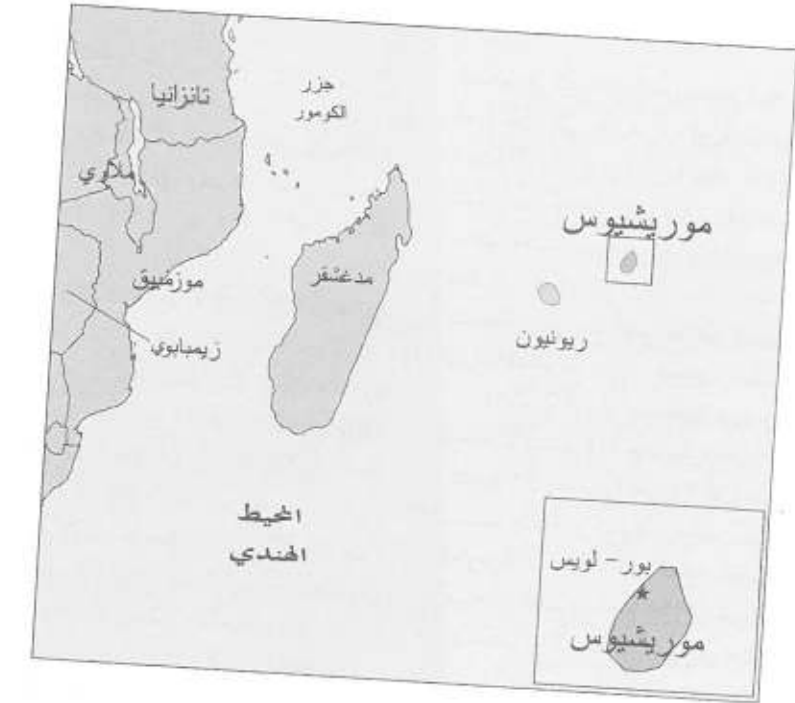 تانزانيا
جزر
الكومور
ملاوي
موريشيوس
موزمبيق
مدغشقر
زيمبابوي
ريونيون
المحيط
الهندي
بور - لويس
موريشيوس